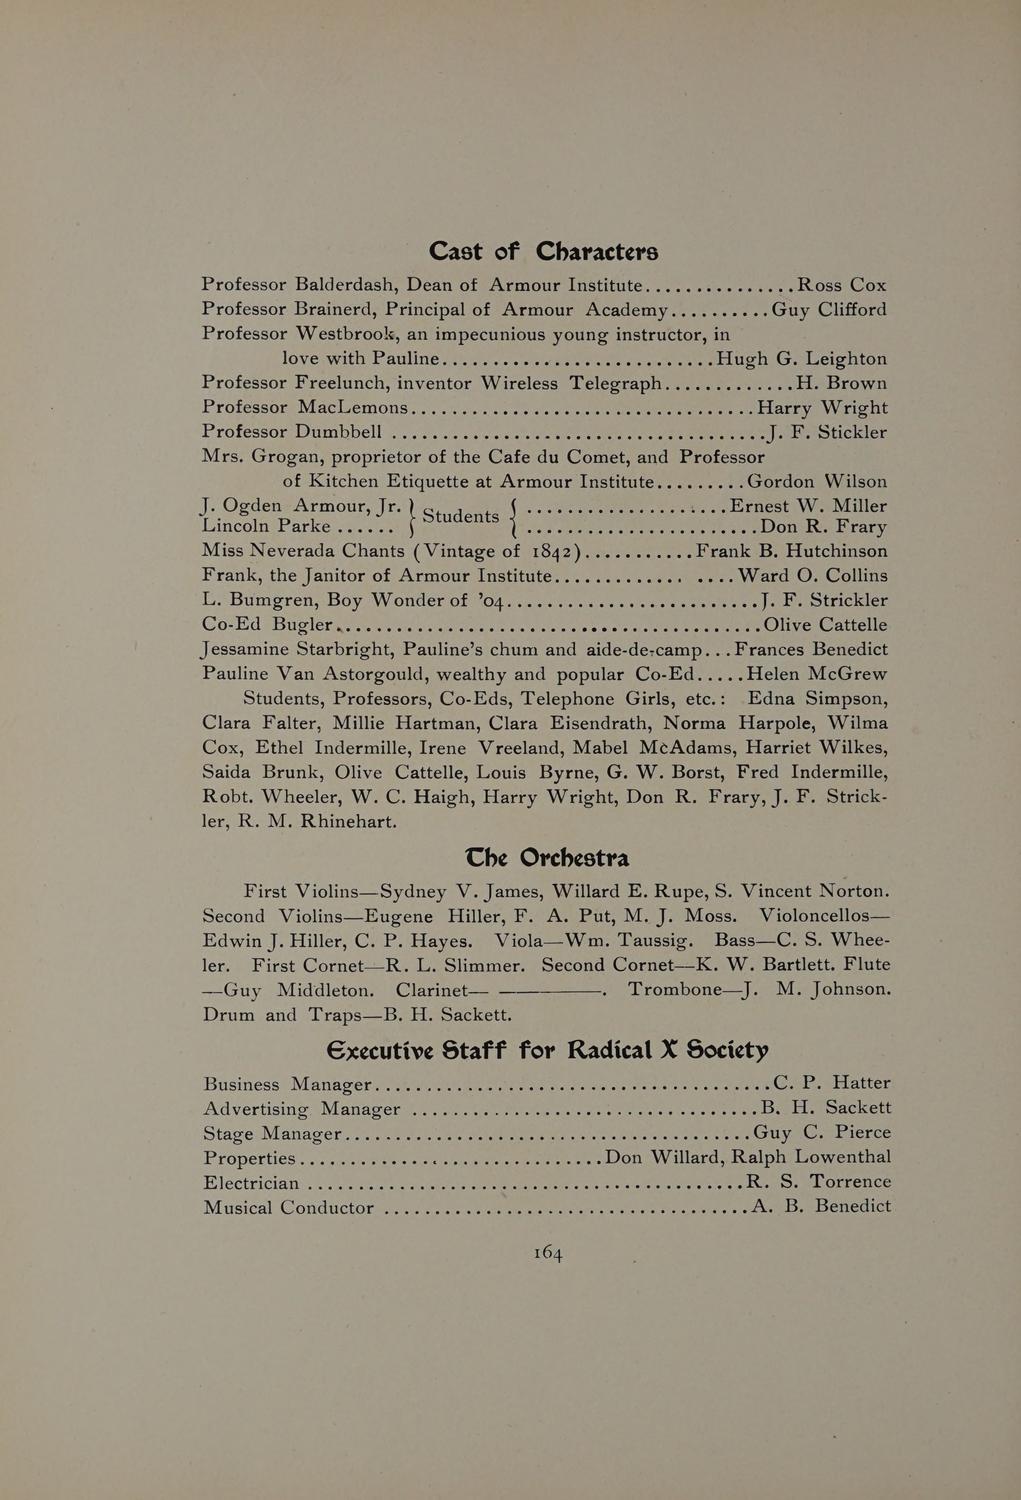 Cast of Characters
Professor Balderdash, Dean of Armour Institute...............Ross Cox
Professor Brainerd, Principal of Armour Academy..........Guy Clifford
Professor Westbrook, an impecunious young instructor, in
love with Pauline...........................Hugh G. Leighton
Professor Freelunch, inventor Wireless Telegraph.............H. Brown
Professor MacLemons..................................Harry Wright
Professor Dumbbell .....................................J. F. Stickler
Mrs. Grogan, proprietor of the Cafe du Comet, and Professor
of Kitchen Etiquette at Armour Institute.........Gordon Wilson
J. Ogden Armour, Jr. } Students { ....................Ernest W. Miller
Lincoln Parke ...... } Students { .......................Don R. Frary
Miss Neverada Chants (Vintage of 1842)...........Frank B. Hutchinson
Frank, the Janitor of Armour Institute............. ....Ward O. Collins
L. Bumgren, Boy Wonder of ’04.........................J. F. Strickler
Co-Ed Bugler..........................................Olive Cattelle
Jessamine Starbright, Pauline’s chum and aide-de-camp...Frances Benedict
Pauline Van Astorgould, wealthy and popular Co-Ed.....Helen McGrew
Students, Professors, Co-Eds, Telephone Girls, etc.: Edna Simpson,
Clara Falter, Millie Hartman, Clara Eisendrath, Norma Harpole, Wilma
Cox, Ethel Indermille, Irene Vreeland, Mabel McAdams, Harriet Wilkes,
Saida Brunk, Olive Cattelle, Louis Byrne, G. W. Borst, Fred Indermille,
Robt. Wheeler, W. C. Haigh, Harry Wright, Don R. Frary, J. F. Strick-
ler, R. M. Rhinehart.
The Orchestra
First Violins—Sydney V. James, Willard E. Rupe, S. Vincent Norton.
Second Violins—Eugene Hiller, F. A. Put, M. J. Moss. Violoncellos—
Edwin J. Hiller, C. P. Hayes. Viola—Wm. Taussig. Bass—C. S. Whee-
ler. First Cornet—R. L. Slimmer. Second Cornet—K. W. Bartlett. Flute
—Guy Middleton. Clarinet— ————. Trombone—J. M. Johnson.
Drum and Traps—B. H. Sackett.
Executive Staff for Radical X Society
Business Manager.......................................C. P. Hatter
Advertising Manager ..................................B. H. Sackett
Stage Manager........................................Guy C. Pierce
Properties..............................Don Willard, Ralph Lowenthal
Electrician ...........................................R. S. Torrence
Musical Conductor ....................................A. B. Benedict
164